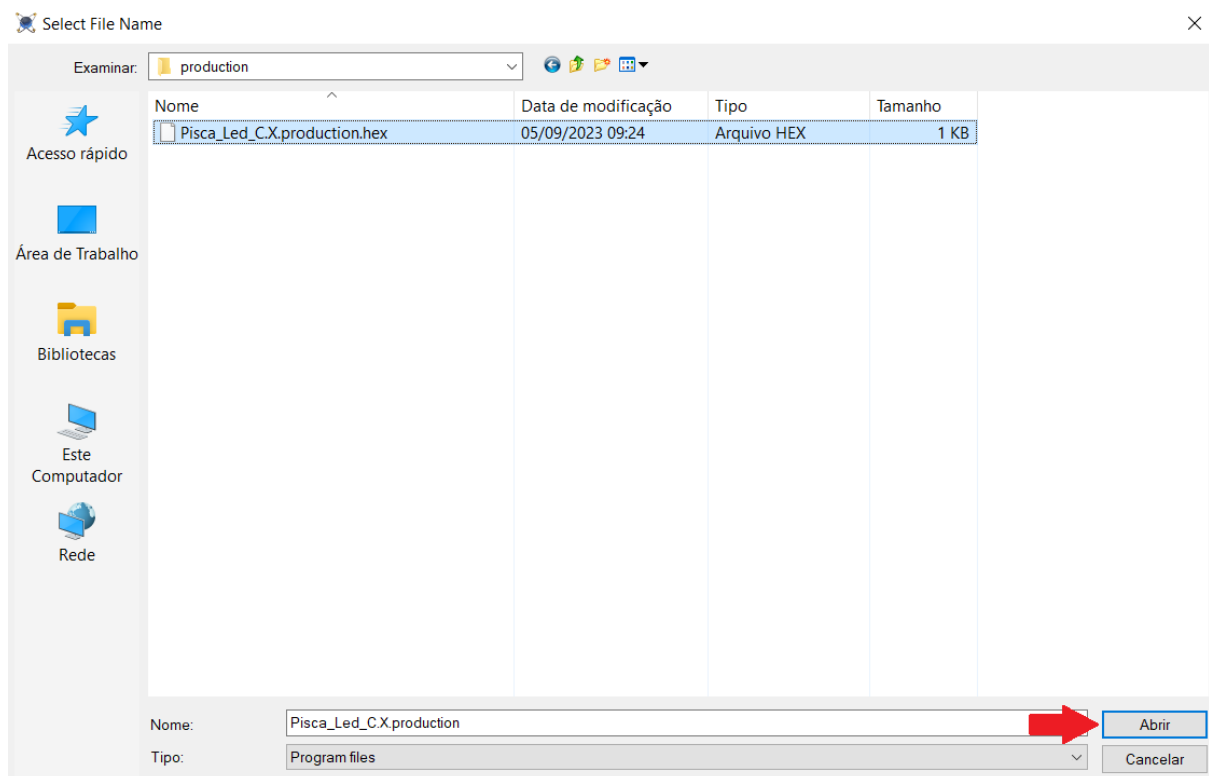 Select File Name
Examinar: production
Nome Data de modificação Tipo Tamanho
Pisca_Led_C.X.production.hex 05/09/2023 09:24 Arquivo HEX 1 KB
Acesso rápido
Área de Trabalho
Bibliotecas
Este
Computador
Rede
Nome: Pisca_Led_C.X.production Abrir
Tipo: Program files Cancelar